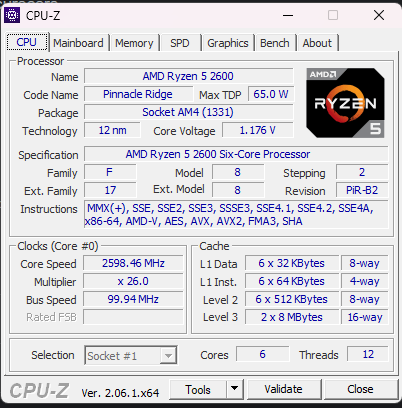 CPU-Z
CPU Mainboard Memory SPD Graphics Bench About
Processor
Name AMD Ryzen 5 2600
Code Name Pinnacle Ridge Max TDP 65.0 W
Package Socket AM4 (1331)
Technology 12 nm Core Voltage 1.176 V
AMD
RYZEN
5
Specification AMD Ryzen 5 2600 Six-Core Processor
Family F Model 8 Stepping 2
Ext. Family 17 Ext. Model 8 Revision PiR-B2
Instructions MMX(+), SSE, SSE2, SSE3, SSSE3, SSE4.1, SSE4.2, SSE4A,
x86-64, AMD-V, AES, AVX, AVX2, FMA3, SHA
Clocks (Core #0)
Core Speed 2598.46 MHz
Multiplier x 26.0
Bus Speed 99.94 MHz
Rated FSB
Cache
L1 Data 6 x 32 KBytes 8-way
L1 Inst. 6 x 64 KBytes 4-way
Level 2 6 x 512 KBytes 8-way
Level 3 2 x 8 MBytes 16-way
Selection Socket #1 Cores 6 Threads 12
CPU-Z Ver. 2.06.1.x64 Tools Validate Close